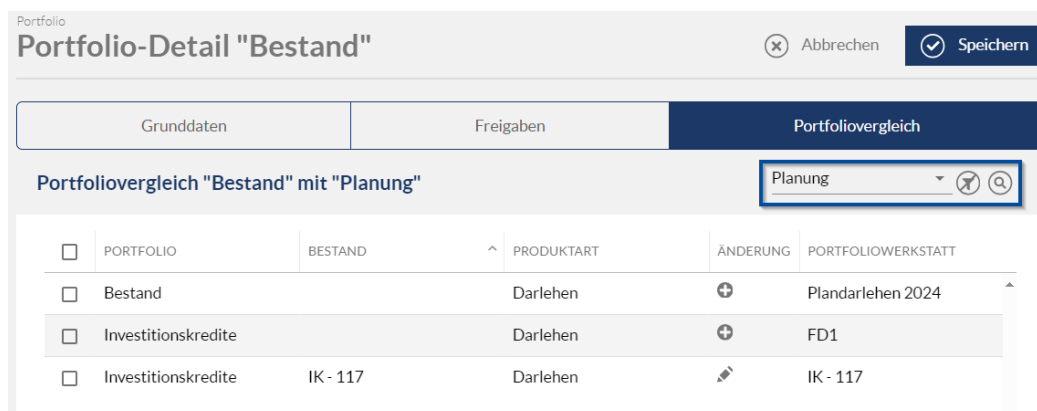 Portfolio
Portfolio-Detail "Bestand"
Abbrechen
Speichern
Grunddaten Freigaben Portfoliovergleich
Portfoliovergleich "Bestand" mit "Planung"
Planung
PORTFOLIO BESTAND PRODUKTART ÄNDERUNG PORTFOLIOWERKSTATT
Bestand Darlehen Plandarlehen 2024
Investitionskredite Darlehen FD1
Investitionskredite IK - 117 Darlehen IK - 117